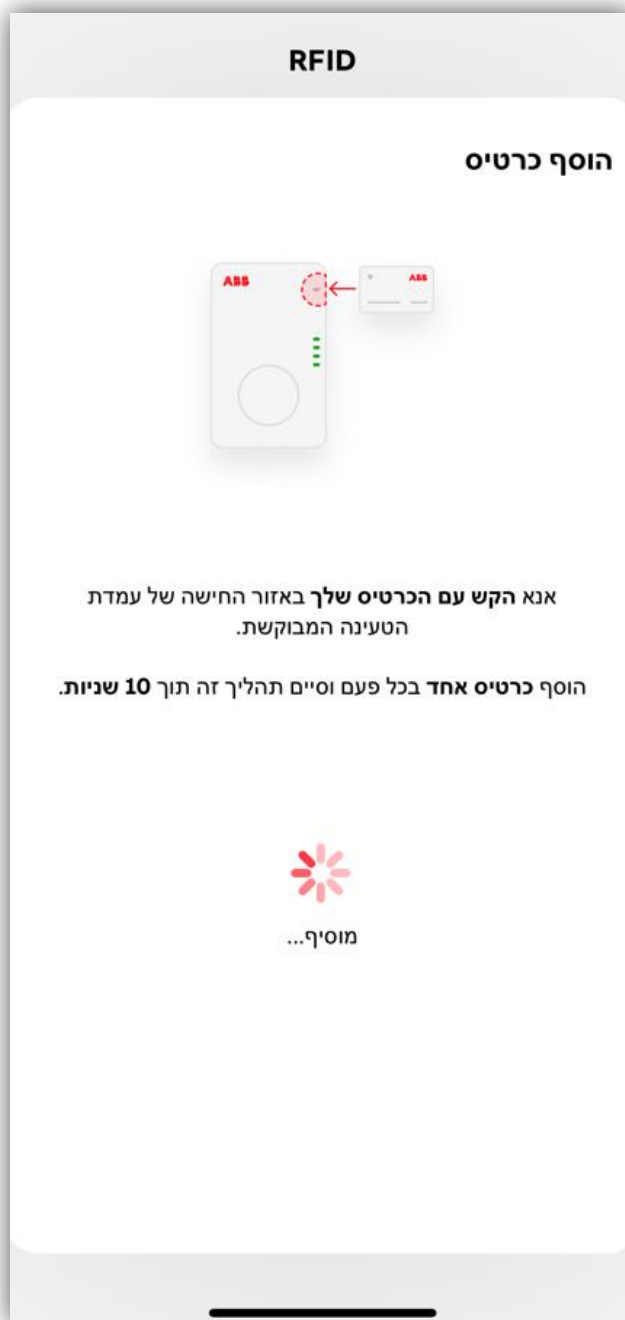 RFID
הוסף כרטיס
ABB
ABB
אנא הקש עם הכרטיס שלך באזור החישה של עמדת
הטעינה המבוקשת.
הוסף כרטיס אחד בכל פעם וסיים תהליך זה תוך 10 שניות.
מוסיף...